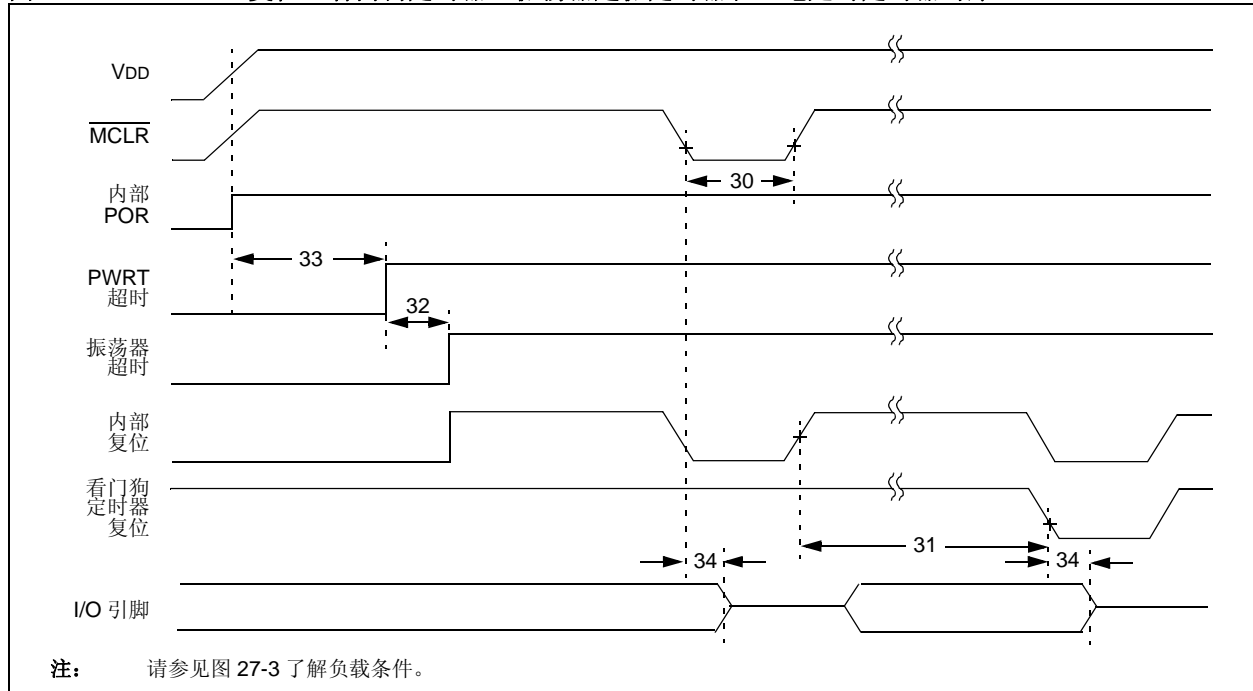 VDD
MCLR
内部
POR
30
33
PWRT
超时
32
振荡器
超时
内部
复位
看门狗
定时器
复位
31
34
34
I/O 引脚
注： 请参见图 27-3 了解负载条件。